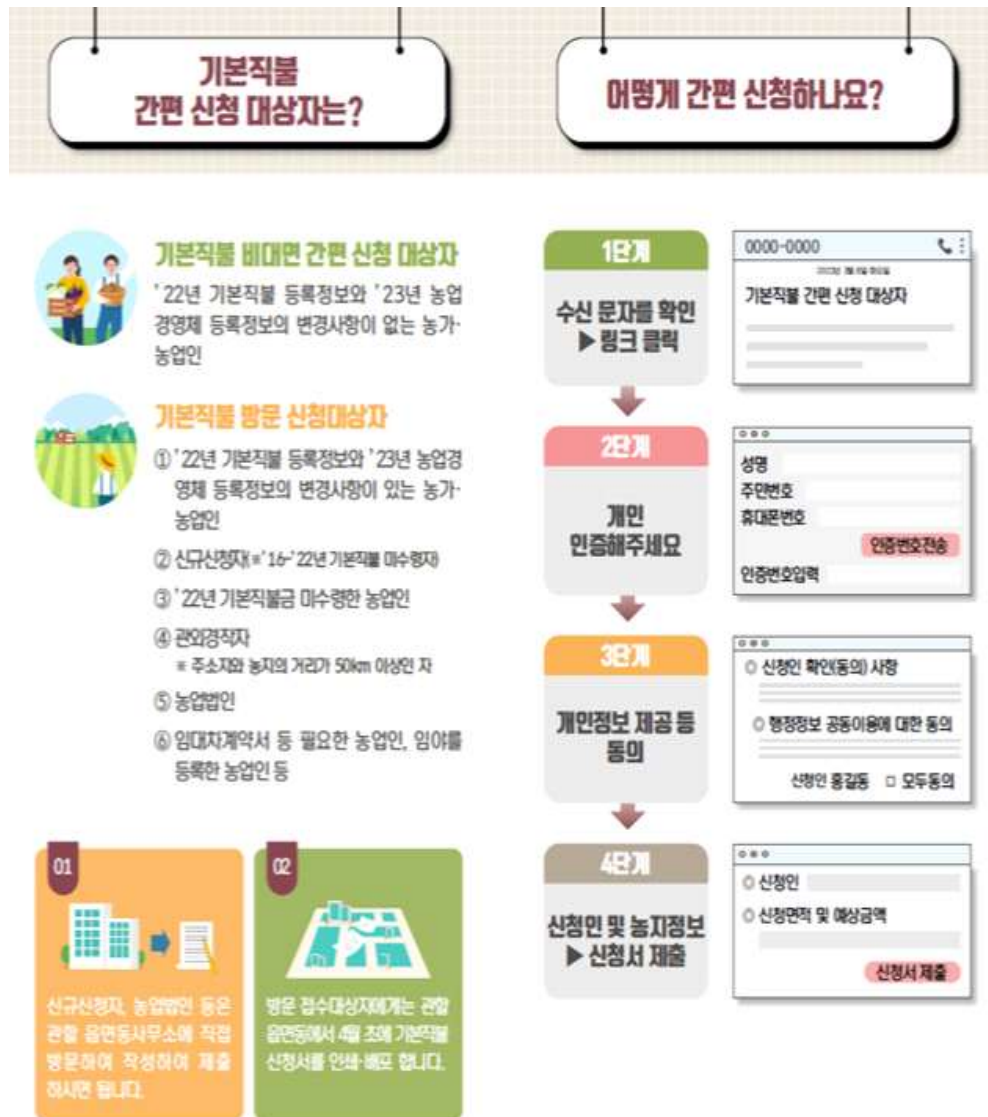 기본직불
간편 신청 대상자는?
기본직불 비대면 간편 신청 대상자
'22년 기본직불 등록정보와 '23년 농업
경영체 등록정보의 변경사항이 없는 농가·
농업인
기본직불 방문 신청대상자
① '22년 기본직불 등록정보와 '23년 농업경
영체 등록정보의 변경사항이 있는 농가·
농업인
② 신규신청자(※'16~'22년 기본직불 미수령자)
③ '22년 기본직불금 미수령한 농업인
④ 관외경작자
※ 주소지와 농지의 거리가 50km 이상인 자
⑤ 농업법인
⑥ 임대차계약서 등 필요한 농업인, 임야를
등록한 농업인 등
01
신규신청자, 농업법인 등은
관할 읍면동사무소에 직접
방문하여 작성하여 제출
하시면 됩니다.
02
방문 접수대상자에게는 관할
읍면동에서 4월 초에 기본직불
신청서를 인쇄·배포 합니다.
어떻게 간편 신청하나요?
1단계
수신 문자를 확인
▶ 링크 클릭
0000-0000
기본직불 간편 신청 대상자
2단계
개인
인증해주세요
성명
주민번호
휴대폰번호
인증번호전송
인증번호입력
3단계
개인정보 제공 등
동의
◎ 신청인 확인(동의) 사항
◎ 행정정보 공동이용에 대한 동의
신청인 홍길동 □ 모두동의
4단계
신청인 및 농지정보
▶ 신청서 제출
◎ 신청인
◎ 신청면적 및 예상금액
신청서 제출